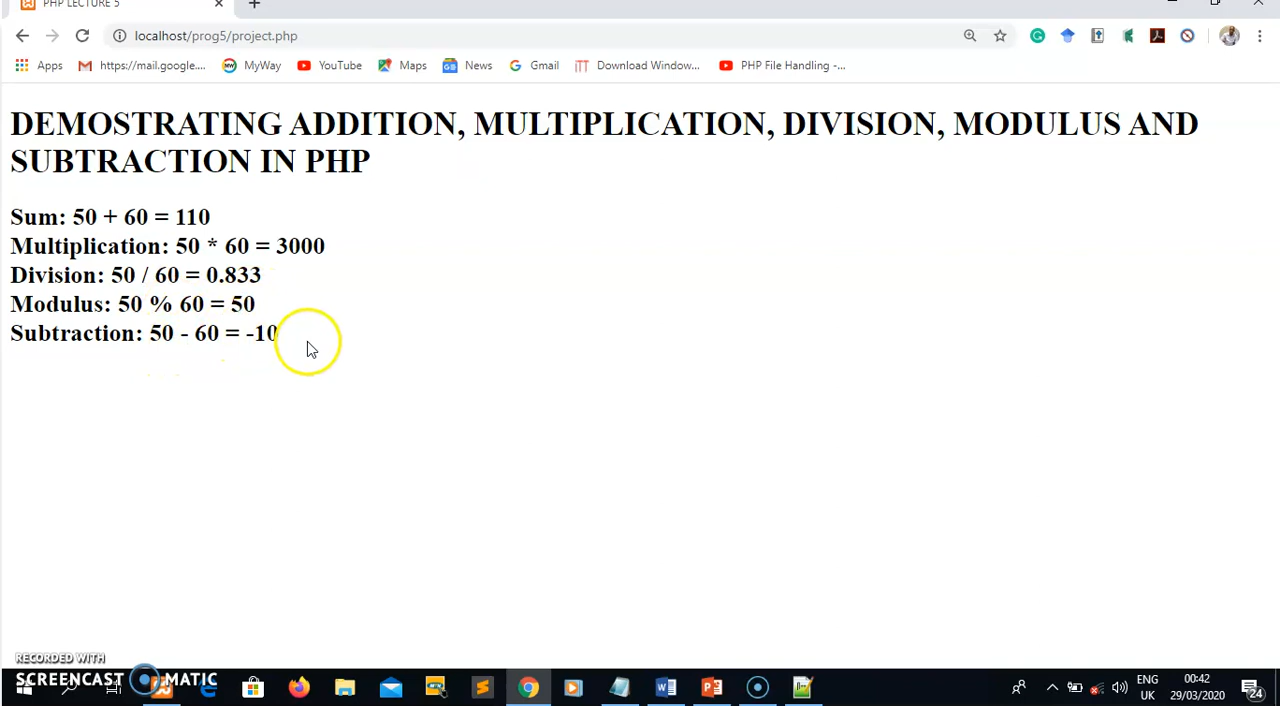 PHP LECTURE 5
localhost/prog5/project.php
Apps https://mail.google.... MyWay YouTube Maps News Gmail Download Window... PHP File Handling -...
DEMOSTRATING ADDITION, MULTIPLICATION, DIVISION, MODULUS AND
SUBTRACTION IN PHP
Sum: 50 + 60 = 110
Multiplication: 50 * 60 = 3000
Division: 50 / 60 = 0.833
Modulus: 50 % 60 = 50
Subtraction: 50 - 60 = -10
RECORDED WITH
SCREENCAST MATIC
ENG
UK
00:42
29/03/2020
24